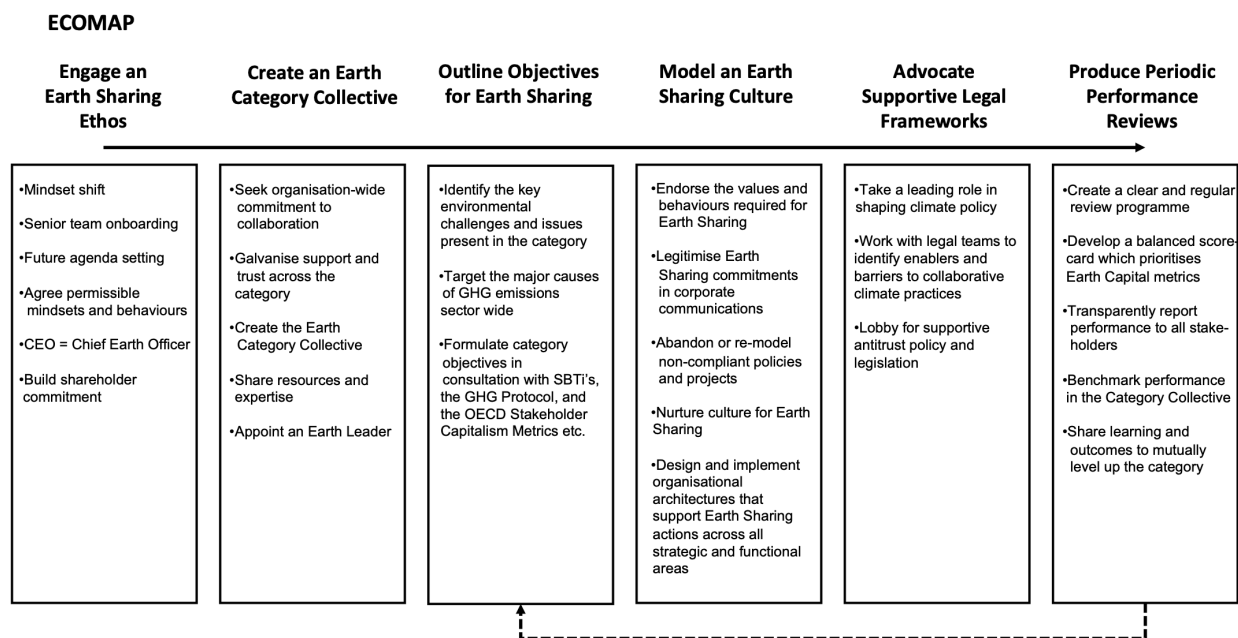 ECOMAP
Engage an
Earth Sharing
Ethos
Create an Earth
Category Collective
Outline Objectives
for Earth Sharing
Model an Earth
Sharing Culture
Advocate
Supportive Legal
Frameworks
Produce Periodic
Performance
Reviews
•Mindset shift
•Senior team onboarding
•Future agenda setting
•Agree permissible
mindsets and behaviours
•CEO = Chief Earth Officer
•Build shareholder
commitment
•Seek organisation-wide
commitment to
collaboration
•Galvanise support and
trust across the
category
•Create the Earth
Category Collective
•Share resources and
expertise
•Appoint an Earth Leader
•Identify the key
environmental
challenges and issues
present in the category
•Target the major causes
of GHG emissions
sector wide
•Formulate category
objectives in
consultation with SBTi's,
the GHG Protocol, and
the OECD Stakeholder
Capitalism Metrics etc.
•Endorse the values and
behaviours required for
Earth Sharing
•Legitimise Earth
Sharing commitments
in corporate
communications
•Abandon or re-model
non-compliant policies
and projects
•Nurture culture for Earth
Sharing
•Design and implement
organisational
architectures that
support Earth Sharing
actions across all
strategic and functional
areas
•Take a leading role in
shaping climate policy
•Work with legal teams to
identify enablers and
barriers to collaborative
climate practices
•Lobby for supportive
antitrust policy and
legislation
•Create a clear and regular
review programme
•Develop a balanced score-
card which prioritises
Earth Capital metrics
•Transparently report
performance to all stake-
holders
•Benchmark performance
in the Category Collective
•Share learning and
outcomes to mutually
level up the category